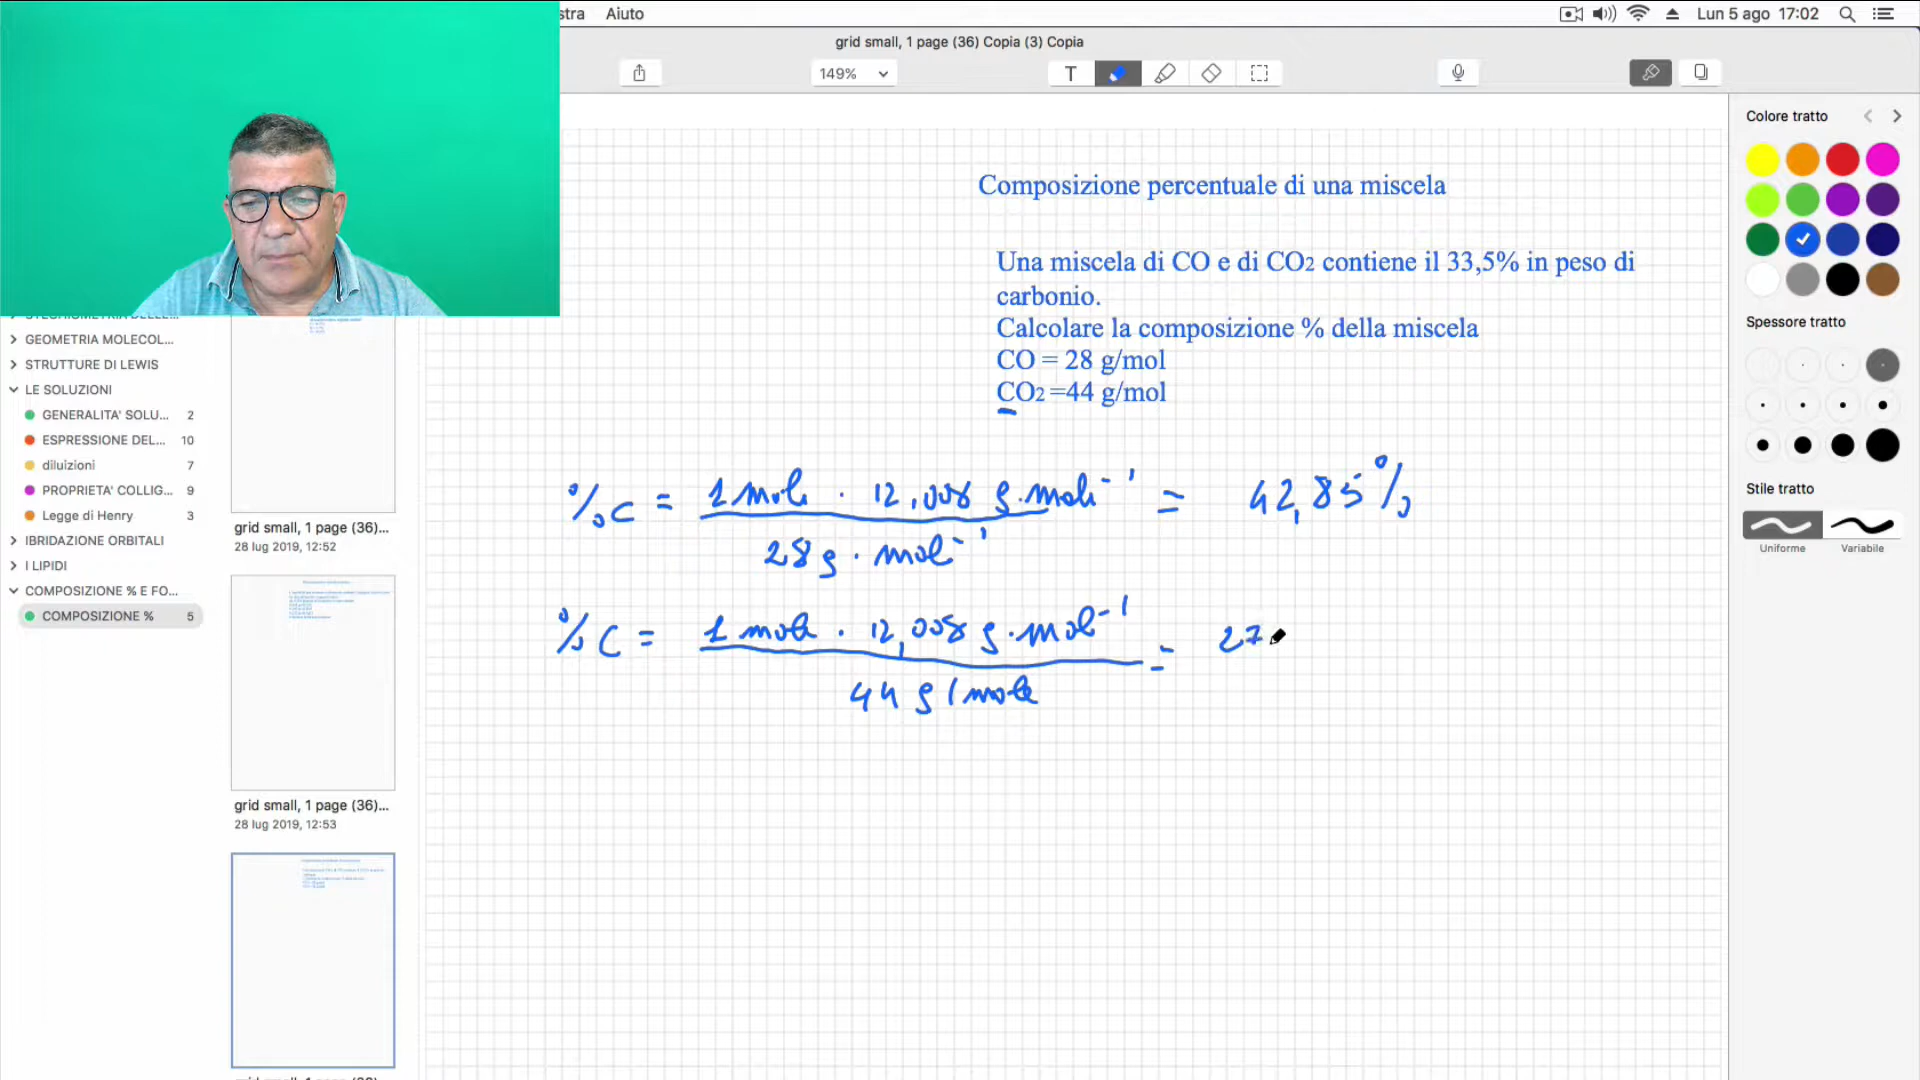 stra Aiuto
Lun 5 ago 17:02
grid small, 1 page (36) Copia (3) Copia
149%
T
Composizione percentuale di una miscela
Una miscela di CO e di CO2 contiene il 33,5% in peso di
carbonio.
Calcolare la composizione % della miscela
CO = 28 g/mol
CO2 =44 g/mol
%C = 1 mole · 12,008 g·mole-1 = 42,85%
28 g · mol-1
%C = 1 mole · 12,008 g·mol-1 = 27
44 g/mole
GEOMETRIA MOLECOL...
STRUTTURE DI LEWIS
LE SOLUZIONI
GENERALITA' SOLU... 2
ESPRESSIONE DEL... 10
diluizioni 7
PROPRIETA' COLLIG... 9
Legge di Henry 3
IBRIDAZIONE ORBITALI
I LIPIDI
COMPOSIZIONE % E FO...
COMPOSIZIONE % 5
grid small, 1 page (36)...
28 lug 2019, 12:52
grid small, 1 page (36)...
28 lug 2019, 12:53
Colore tratto
Spessore tratto
Stile tratto
Uniforme Variabile